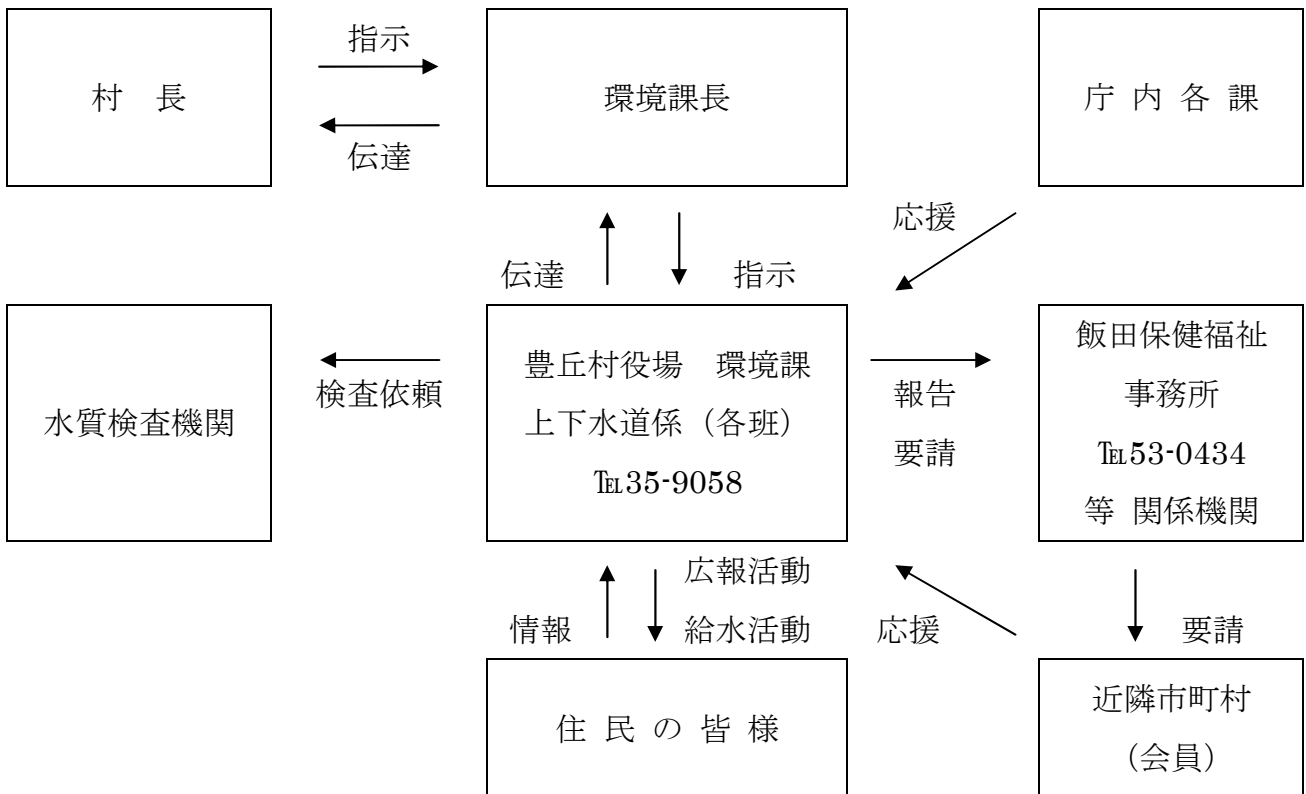 指示
村 長
環境課長
庁 内 各 課
伝達
応援
伝達
指示
水質検査機関
検査依頼
豊丘村役場 環境課
上下水道係（各班）
℡35-9058
報告
要請
飯田保健福祉
事務所
℡53-0434
等 関係機関
情報
広報活動
給水活動
応援
要請
住 民 の 皆 様
近隣市町村
（会員）